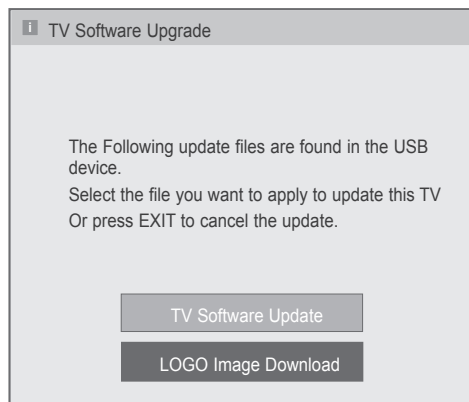 i TV Software Upgrade
The Following update files are found in the USB
device.
Select the file you want to apply to update this TV
Or press EXIT to cancel the update.
TV Software Update
LOGO Image Download